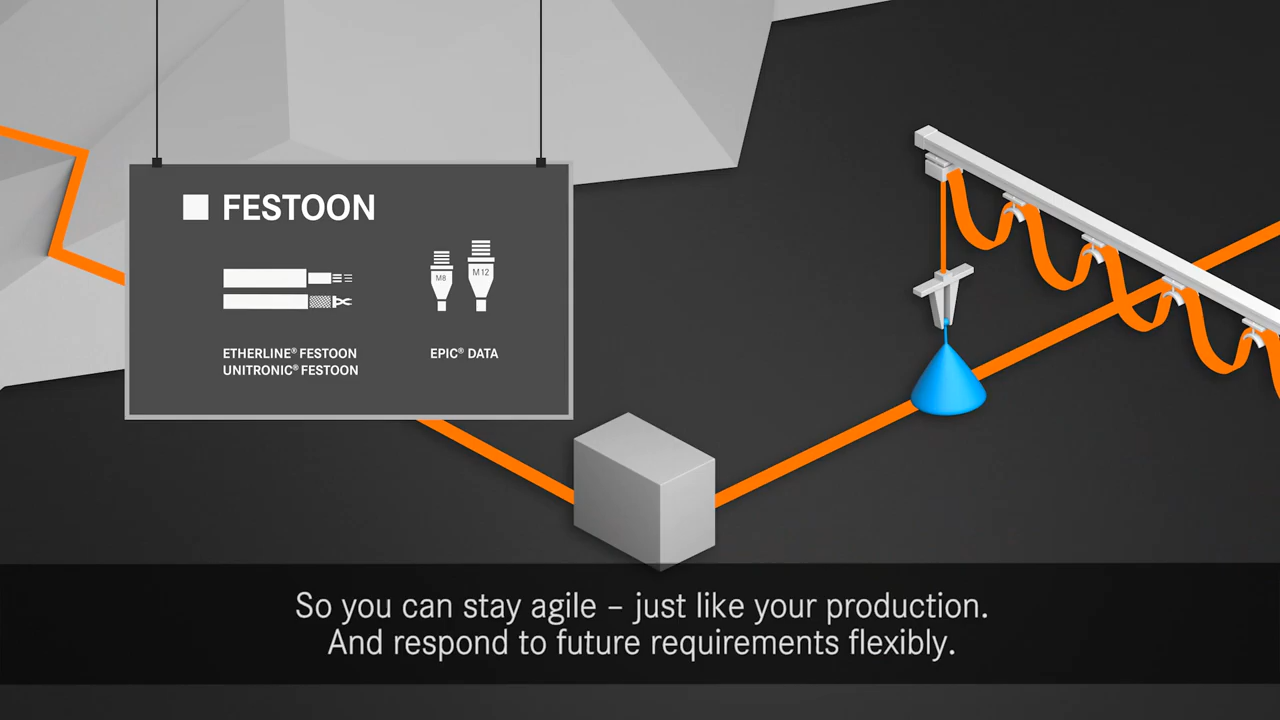 FESTOON
M8
M12
ETHERLINE® FESTOON
UNITRONIC® FESTOON
EPIC® DATA
So you can stay agile – just like your production.
And respond to future requirements flexibly.